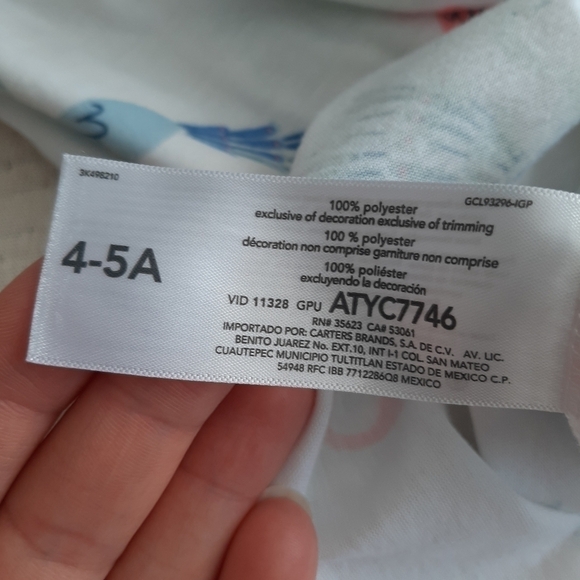 3K498210
GCL93296-IGP
4-5A
100% polyester
exclusive of decoration exclusive of trimming
100 % polyester
décoration non comprise garniture non comprise
100% poliéster
excluyendo la decoración
VID 11328 GPU ATYC7746
RN# 35623 CA# 53061
IMPORTADO POR: CARTERS BRANDS, S.A. DE C.V. AV. LIC.
BENITO JUAREZ No. EXT.10, INT I-1 COL. SAN MATEO
CUAUTEPEC MUNICIPIO TULTITLAN ESTADO DE MEXICO C.P.
54948 RFC IBB 7712286Q8 MEXICO